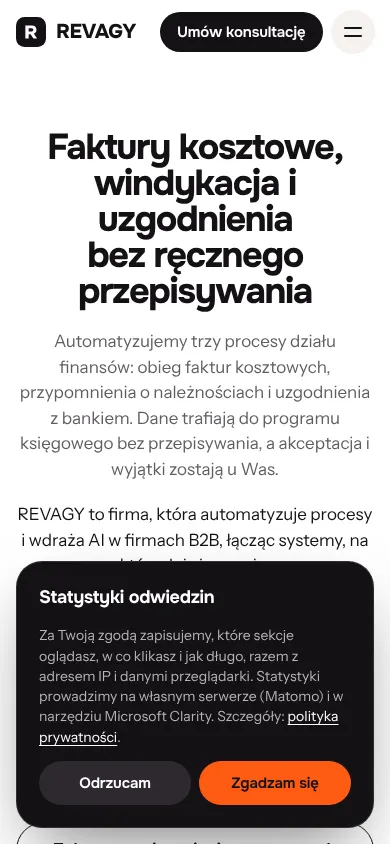 R REVAGY
Umów konsultację
Faktury kosztowe,
windykacja i
uzgodnienia
bez ręcznego
przepisywania
Automatyzujemy trzy procesy działu
finansów: obieg faktur kosztowych,
przypomnienia o należnościach i uzgodnienia
z bankiem. Dane trafiają do programu
księgowego bez przepisywania, a akceptacja i
wyjątki zostają u Was.
REVAGY to firma, która automatyzuje procesy
i wdraża AI w firmach B2B, łącząc systemy, na
Statystyki odwiedzin
Za Twoją zgodą zapisujemy, które sekcje
oglądasz, w co klikasz i jak długo, razem z
adresem IP i danymi przeglądarki. Statystyki
prowadzimy na własnym serwerze (Matomo) i w
narzędziu Microsoft Clarity. Szczegóły: polityka
prywatności.
Odrzucam
Zgadzam się